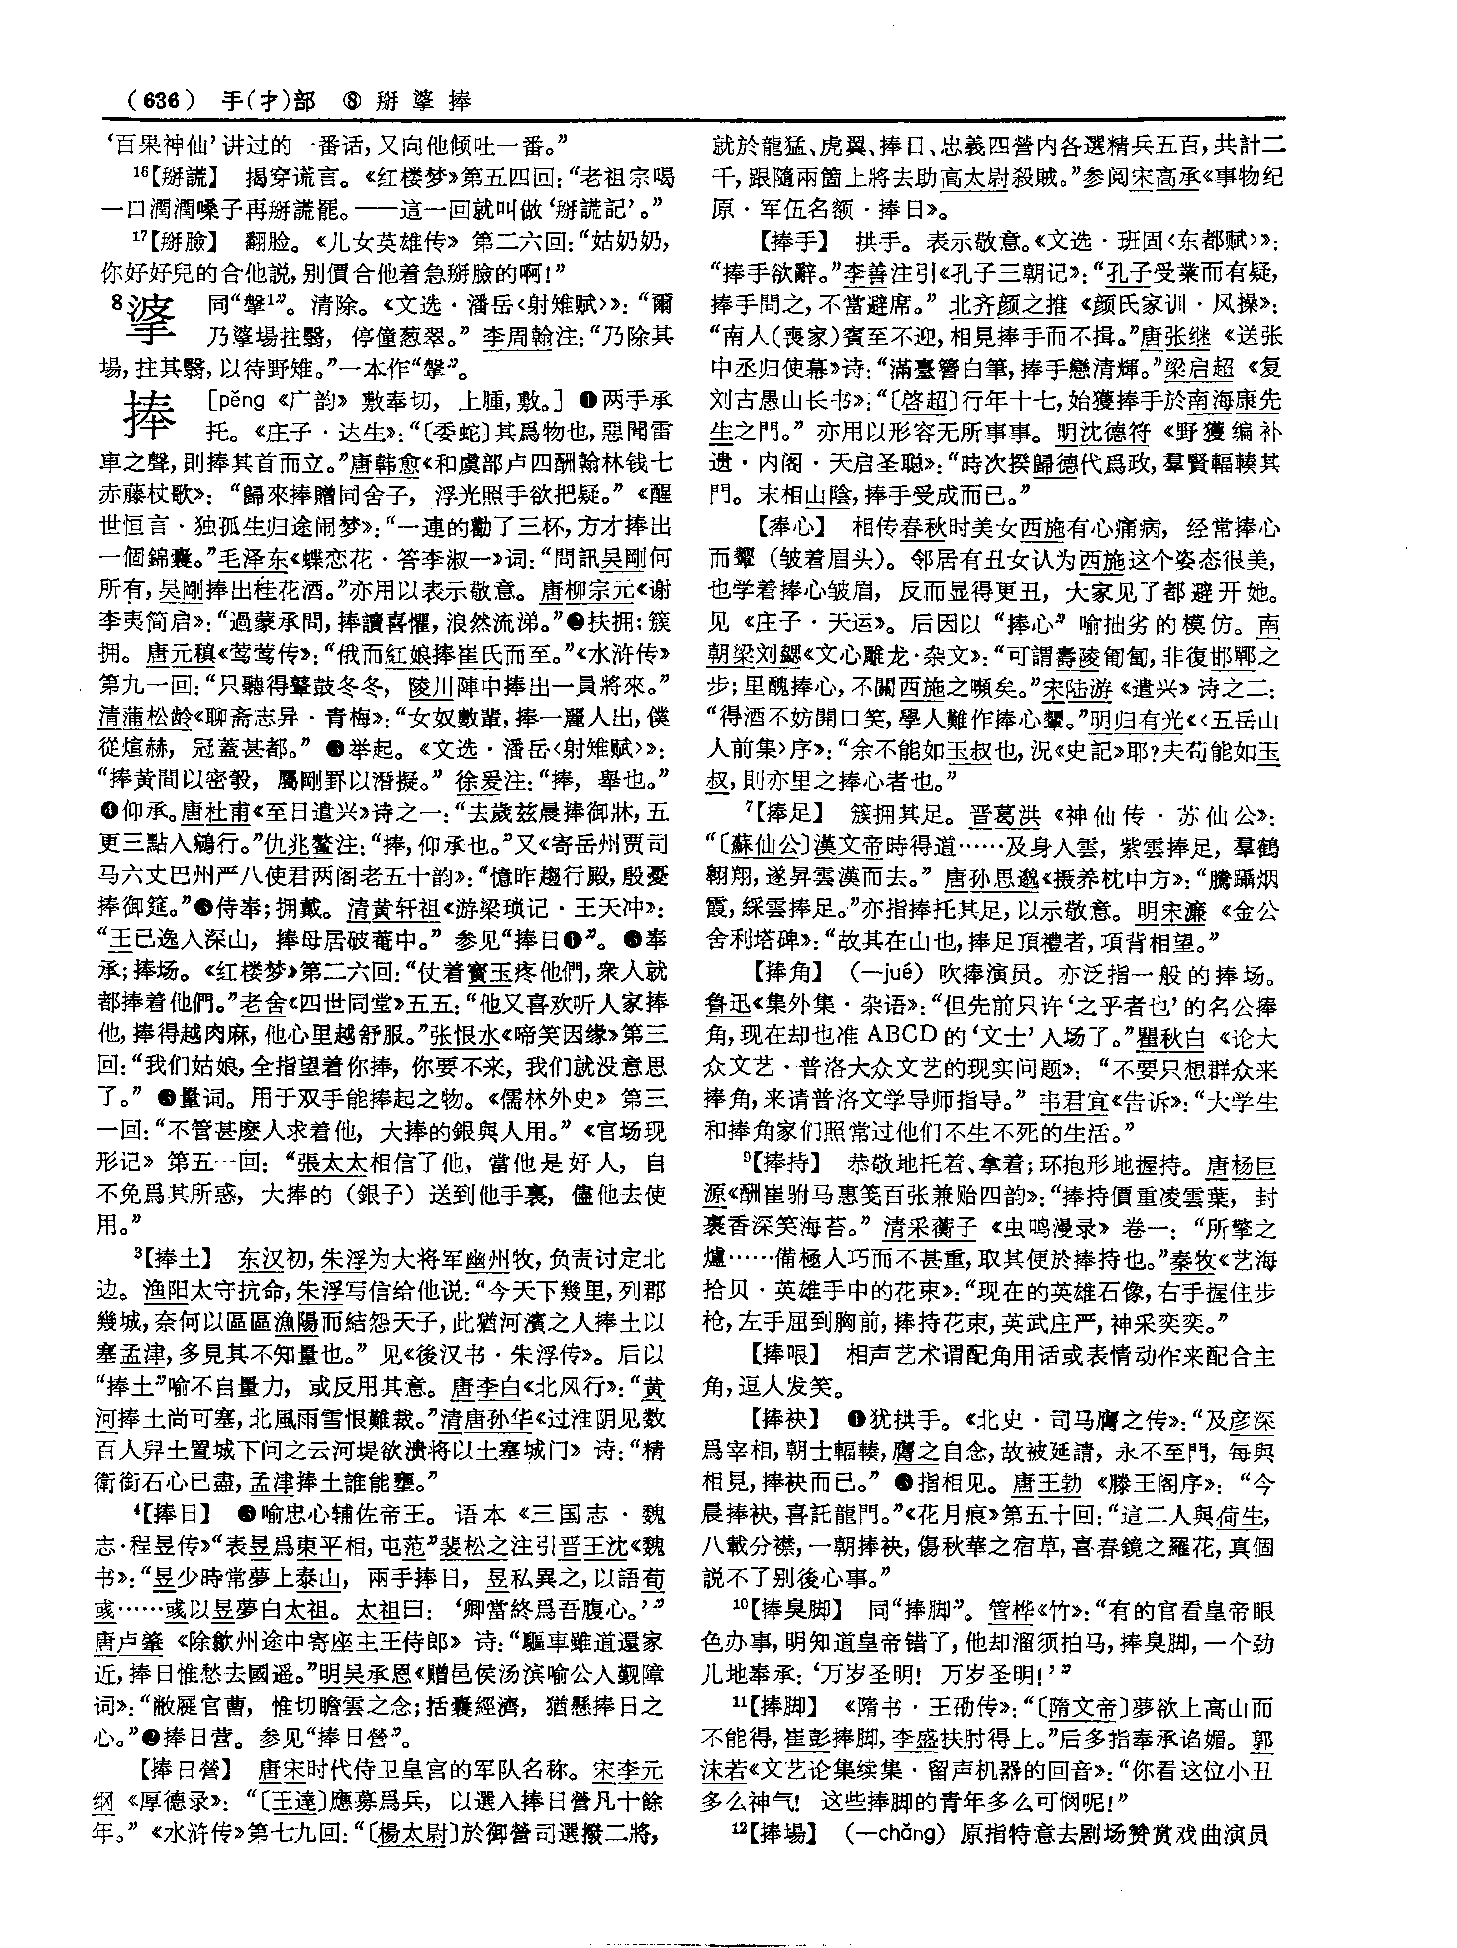 (636) 手(扌)部 ⑧ 掰 㨃 捧
‘百果神仙’讲过的一番话,又向他倾吐一番。”
¹⁶【掰謊】 揭穿谎言。《红楼梦》第五四回:“老祖宗喝
一口潤潤嗓子再掰謊罷。——這一回就叫做‘掰謊記’。”
¹⁷【掰臉】 翻脸。《儿女英雄传》第二六回:“姑奶奶,
你好好兒的合他説,别價合他着急掰臉的啊!”
同“撆¹”。清除。《文选·潘岳〈射雉赋〉》:“爾
場拄翳,停僮葱翠。”李周翰注:“乃除其
場,拄其翳,以待野雉。”一本作“撆”。
捧 [pěng 《广韵》敷奉切,上腫,敷。] ❶两手承
托。《庄子·达生》:“〔委蛇〕其爲物也,惡聞雷
車之聲,則捧其首而立。”唐韩愈《和虞部卢四酬翰林钱七
赤藤杖歌》:“歸來捧贈同舍子,浮光照手欲把疑。”《醒
世恒言·独孤生归途闹梦》:“一連的勸了三杯,方才捧出
一個錦囊。”毛泽东《蝶恋花·答李淑一》词:“問訊吴剛何
所有,吴剛捧出桂花酒。”亦用以表示敬意。唐柳宗元《谢
李夷简启》:“過蒙承問,捧讀喜懼,浪然流涕。”❷扶拥;簇
拥。唐元稹《莺莺传》:“俄而紅娘捧崔氏而至。”《水浒传》
第九一回:“只聽得鼙鼓冬冬,陵川陣中捧出一員將來。”
清蒲松龄《聊斋志异·青梅》:“女奴數輩,捧一麗人出,僕
從煊赫,冠蓋甚都。”❸举起。《文选·潘岳〈射雉赋〉》:
“捧黄間以密彀,屬剛罫以潛擬。”徐爰注:“捧,舉也。”
❹仰承。唐杜甫《至日遣兴》诗之一:“去歲兹晨捧御牀,五
更三點入鵷行。”仇兆鳌注:“捧,仰承也。”又《寄岳州贾司
马六丈巴州严八使君两阁老五十韵》:“憶昨趨行殿,殷憂
捧御筵。”❺侍奉;拥戴。清黄轩祖《游梁琐记·王天冲》:
“王已逸入深山,捧母居破菴中。”参见“捧日❶”。❻奉
承;捧场。《红楼梦》第二六回:“仗着寶玉疼他們,衆人就
都捧着他們。”老舍《四世同堂》五五:“他又喜欢听人家捧
他,捧得越肉麻,他心里越舒服。”张恨水《啼笑因缘》第三
回:“我们姑娘,全指望着你捧,你要不来,我们就没意思
了。”❼量词。用于双手能捧起之物。《儒林外史》第三
一回:“不管甚麽人求着他,大捧的銀與人用。”《官场现
形记》第五一回:“張太太相信了他,當他是好人,自
不免爲其所惑,大捧的(銀子)送到他手裏,儘他去使
用。”
³【捧土】 东汉初,朱浮为大将军幽州牧,负责讨定北
边。渔阳太守抗命,朱浮写信给他说:“今天下幾里,列郡
幾城,奈何以區區漁陽而結怨天子,此猶河濱之人捧土以
塞孟津,多見其不知量也。”见《後汉书·朱浮传》。后以
“捧土”喻不自量力,或反用其意。唐李白《北风行》:“黄
河捧土尚可塞,北風雨雪恨難裁。”清唐孙华《过淮阴见数
百人舁土置城下问之云河堤欲溃将以土塞城门》诗:“精
衛銜石心已盡,孟津捧土誰能壅。”
⁴【捧日】 ❶喻忠心辅佐帝王。语本《三国志·魏
志·程昱传》“表昱爲東平相,屯范”裴松之注引晋王沈《魏
书》:“昱少時常夢上泰山,兩手捧日,昱私異之,以語荀
彧……彧以昱夢白太祖。太祖曰:‘卿當終爲吾腹心。’”
唐卢肇《除歙州途中寄座主王侍郎》诗:“驅車雖道還家
近,捧日惟愁去國遥。”明吴承恩《赠邑侯汤滨喻公入觐障
词》:“敝屣官曹,惟切瞻雲之念;括囊經濟,猶懸捧日之
心。”❷捧日营。参见“捧日營”。
【捧日營】 唐宋时代侍卫皇宫的军队名称。宋李元
纲《厚德录》:“〔王達〕應募爲兵,以選入捧日營凡十餘
年。”《水浒传》第七九回:“〔楊太尉〕於御營司選撥二將,
就於龍猛、虎翼、捧日、忠義四營内各選精兵五百,共計二
千,跟隨兩箇上將去助高太尉殺賊。”参阅宋高承《事物纪
原·军伍名额·捧日》。
【捧手】 拱手。表示敬意。《文选·班固〈东都赋〉》:
“捧手欲辭。”李善注引《孔子三朝记》:“孔子受業而有疑,
捧手問之,不當避席。”北齐颜之推《颜氏家训·风操》:
“南人(喪家)賓至不迎,相見捧手而不揖。”唐张继《送张
中丞归使幕》诗:“滿臺簪白筆,捧手戀清輝。”梁启超《复
刘古愚山长书》:“〔啓超〕行年十七,始獲捧手於南海康先
生之門。”亦用以形容无所事事。明沈德符《野獲编补
遗·内阁·天启圣聪》:“時次揆歸德代爲政,羣賢輻輳其
門。末相山陰,捧手受成而已。”
【捧心】 相传春秋时美女西施有心痛病,经常捧心
而颦(皱着眉头)。邻居有丑女认为西施这个姿态很美,
也学着捧心皱眉,反而显得更丑,大家见了都避开她。
见《庄子·天运》。后因以“捧心”喻拙劣的模仿。南
朝梁刘勰《文心雕龙·杂文》:“可謂壽陵匍匐,非復邯鄲之
步;里醜捧心,不關西施之嚬矣。”宋陆游《遣兴》诗之二:
“得酒不妨開口笑,學人難作捧心顰。”明归有光《〈五岳山
人前集〉序》:“余不能如玉叔也,況《史記》耶?夫苟能如玉
叔,則亦里之捧心者也。”
⁷【捧足】 簇拥其足。晋葛洪《神仙传·苏仙公》:
“〔蘇仙公〕漢文帝時得道……及身入雲,紫雲捧足,羣鹤
翱翔,遂昇雲漢而去。”唐孙思邈《摄养枕中方》:“騰躡烟
霞,綵雲捧足。”亦指捧托其足,以示敬意。明宋濂《金公
舍利塔碑》:“故其在山也,捧足頂禮者,項背相望。”
【捧角】 (—jué) 吹捧演员。亦泛指一般的捧场。
鲁迅《集外集·杂语》:“但先前只许‘之乎者也’的名公捧
角,现在却也准ABCD的‘文士’入场了。”瞿秋白《论大
众文艺·普洛大众文艺的现实问题》:“不要只想群众来
捧角,来请普洛文学导师指导。”韦君宜《告诉》:“大学生
和捧角家们照常过他们不生不死的生活。”
⁹【捧持】 恭敬地托着、拿着;环抱形地握持。唐杨巨
源《酬崔驸马惠笺百张兼贻四韵》:“捧持價重凌雲葉,封
裹香深笑海苔。”清采蘅子《虫鸣漫录》卷一:“所擎之
爐……備極人巧而不甚重,取其便於捧持也。”秦牧《艺海
拾贝·英雄手中的花束》:“现在的英雄石像,右手握住步
枪,左手屈到胸前,捧持花束,英武庄严,神采奕奕。”
【捧哏】 相声艺术谓配角用话或表情动作来配合主
角,逗人发笑。
【捧袂】 ❶犹拱手。《北史·司马膺之传》:“及彦深
爲宰相,朝士輻輳,膺之自念,故被延請,永不至門,每與
相見,捧袂而已。”❷指相见。唐王勃《滕王阁序》:“今
晨捧袂,喜託龍門。”《花月痕》第五十回:“這二人與荷生,
八載分襟,一朝捧袂,傷秋華之宿草,喜春鏡之羅花,真個
説不了别後心事。”
¹⁰【捧臭脚】 同“捧脚”。管桦《竹》:“有的官看皇帝眼
色办事,明知道皇帝错了,他却溜须拍马,捧臭脚,一个劲
儿地奉承:‘万岁圣明!万岁圣明!’”
¹¹【捧脚】 《隋书·王劭传》:“〔隋文帝〕夢欲上高山而
不能得,崔彭捧脚,李盛扶肘得上。”后多指奉承谄媚。郭
沫若《文艺论集续集·留声机器的回音》:“你看这位小丑
多么神气!这些捧脚的青年多么可悯呢!”
¹²【捧場】 (—chǎng) 原指特意去剧场赞赏戏曲演员